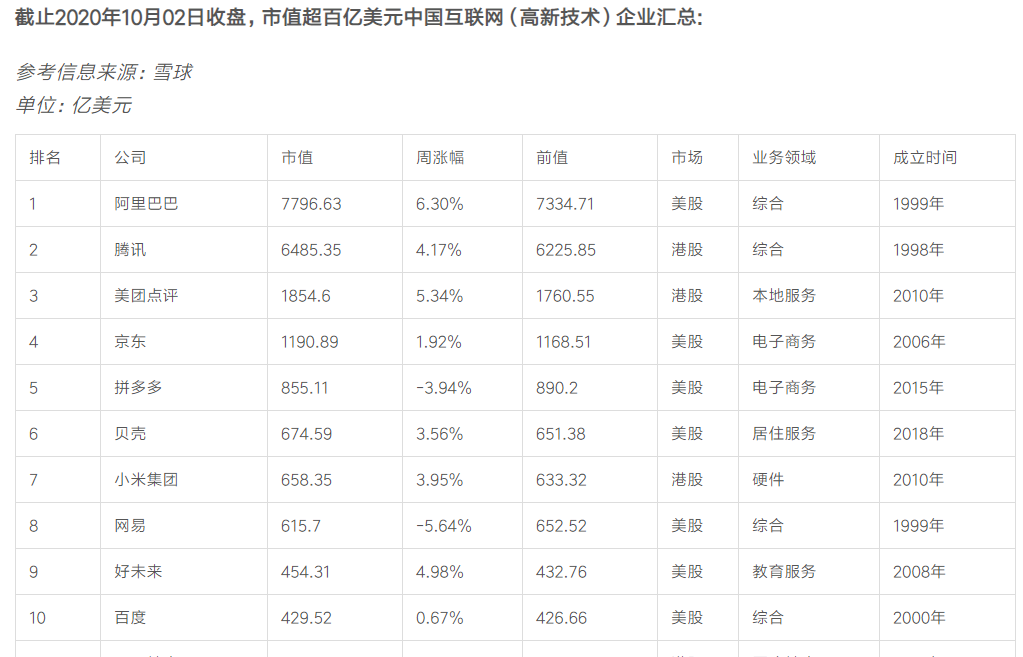 截止2020年10月02日收盘，市值超百亿美元中国互联网（高新技术）企业汇总:
参考信息来源：雪球
单位：亿美元
排名 公司 市值 周涨幅 前值 市场 业务领域 成立时间
1 阿里巴巴 7796.63 6.30% 7334.71 美股 综合 1999年
2 腾讯 6485.35 4.17% 6225.85 港股 综合 1998年
3 美团点评 1854.6 5.34% 1760.55 港股 本地服务 2010年
4 京东 1190.89 1.92% 1168.51 美股 电子商务 2006年
5 拼多多 855.11 -3.94% 890.2 美股 电子商务 2015年
6 贝壳 674.59 3.56% 651.38 美股 居住服务 2018年
7 小米集团 658.35 3.95% 633.32 港股 硬件 2010年
8 网易 615.7 -5.64% 652.52 美股 综合 1999年
9 好未来 454.31 4.98% 432.76 美股 教育服务 2008年
10 百度 429.52 0.67% 426.66 美股 综合 2000年